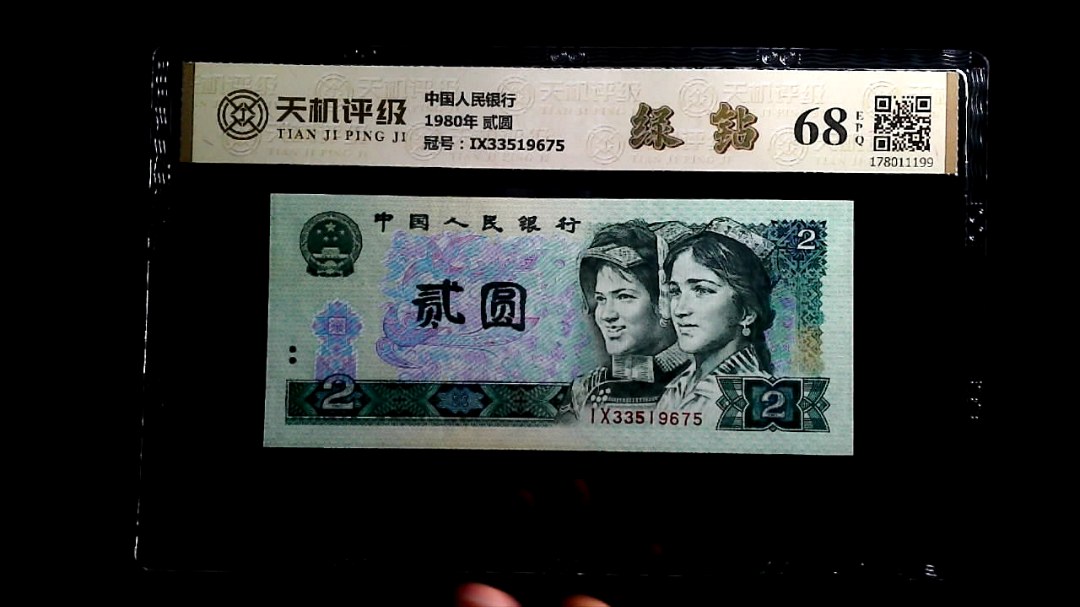 天机评级
TIAN JI PING JI
中国人民银行
1980年 贰圆
冠号：IX33519675
绿 钻
68
EPQ
178011199
中国人民银行
2
贰圆
2
IX33519675
2